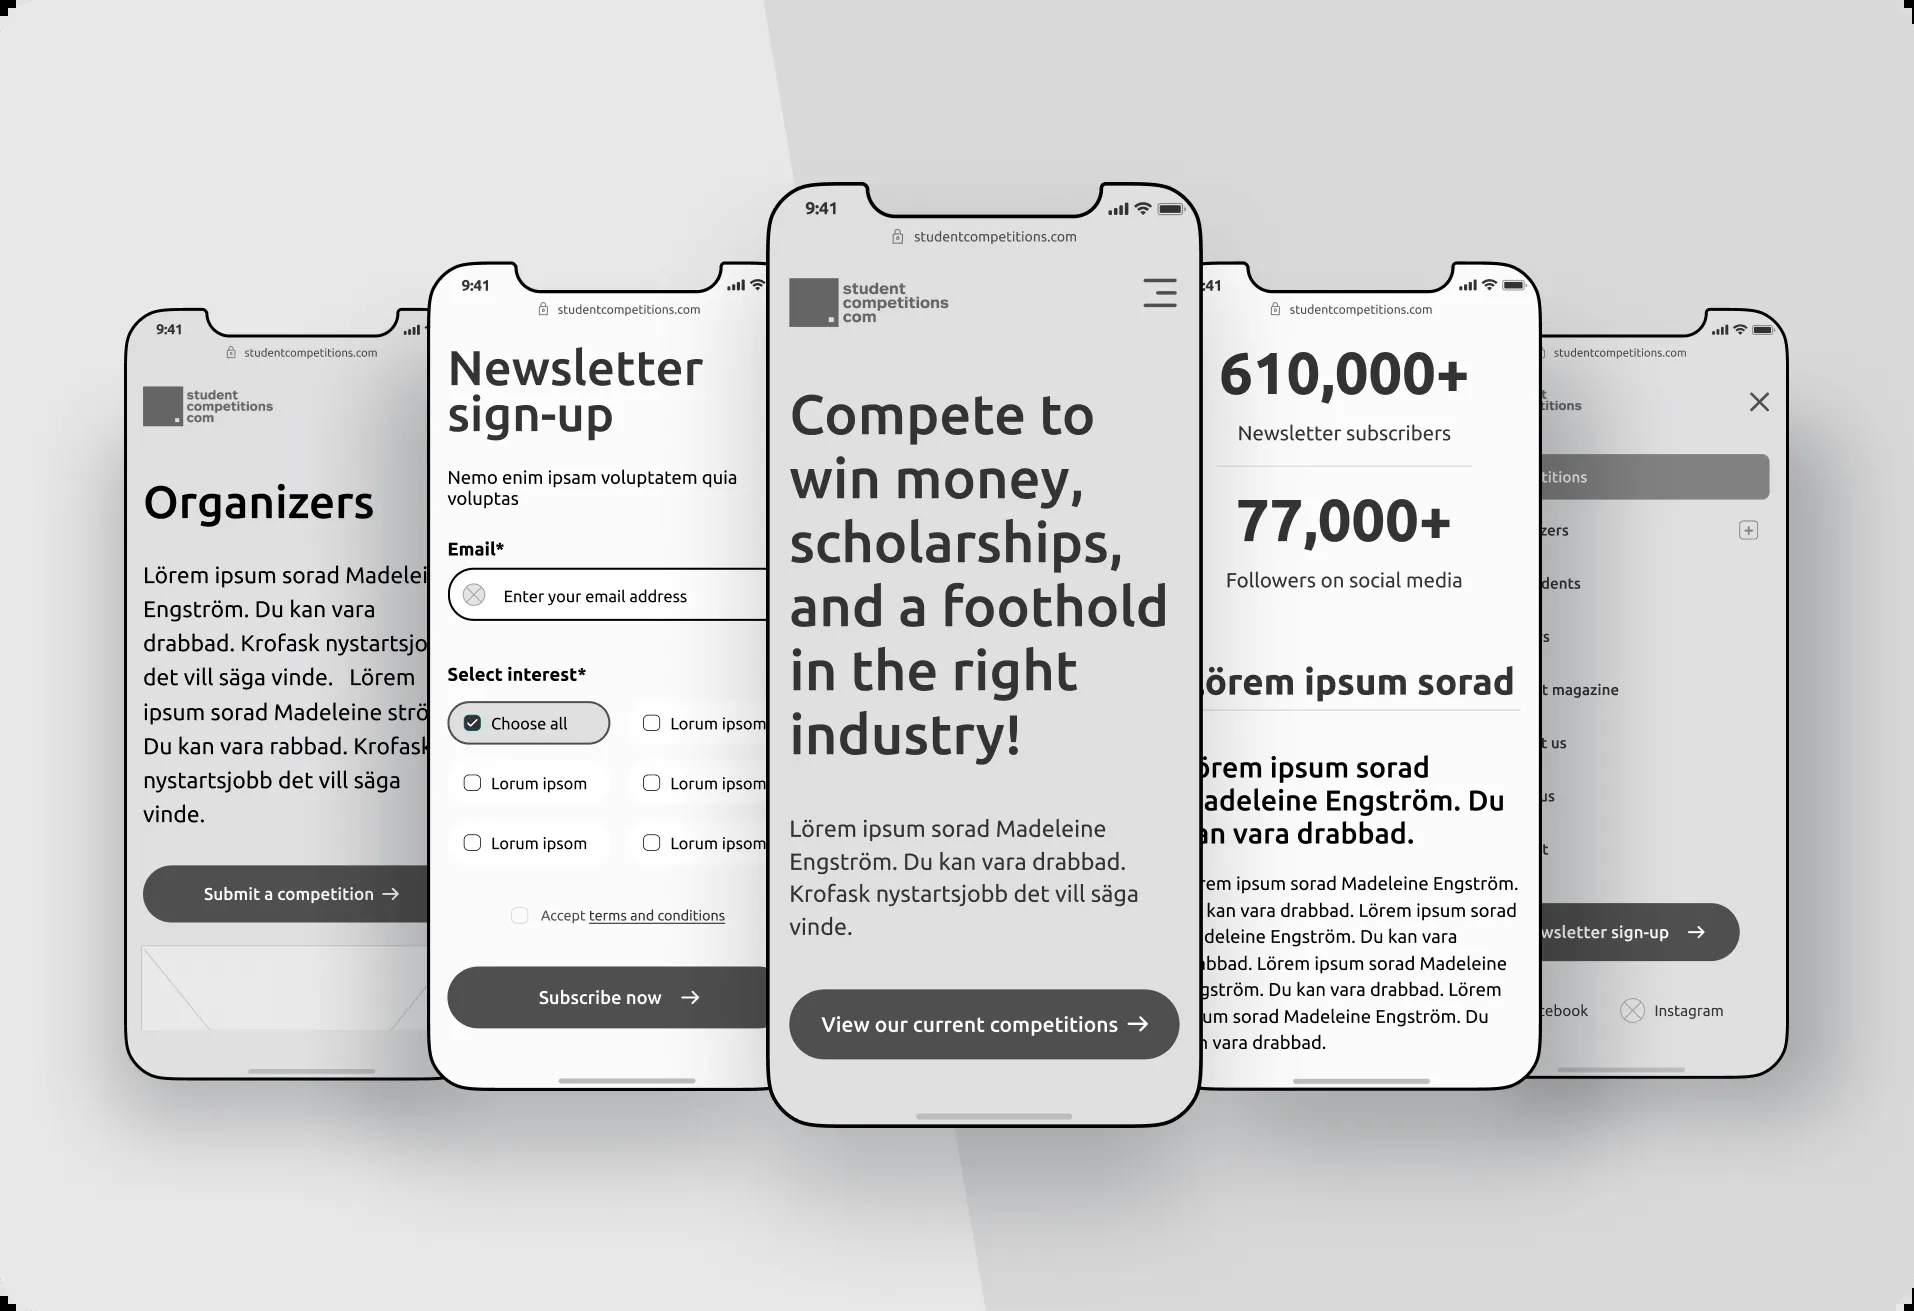 9:41
studentcompetitions.com
student
competitions
com
Organizers
Lörem ipsum sorad
Engström. Du kan vara
drabbad. Krofask
det vill säga vinde. Lörem
ipsum sorad Madeleine
Du kan vara rabbad.
nystartsjobb det vill säga
vinde.
Submit a competition →
9:41
studentcompetitions.com
Newsletter
sign-up
Nemo enim ipsam voluptatem quia
voluptas
Email*
Enter your email address
Select interest*
Choose all
Lorum ipsom
Lorum ipsom
Lorum ipsom
Lorum ipsom
Lorum ipsom
Accept terms and conditions
Subscribe now →
9:41
studentcompetitions.com
student
competitions
com
Compete to
win money,
scholarships,
and a foothold
in the right
industry!
Lörem ipsum sorad Madeleine
Engström. Du kan vara drabbad.
Krofask nystartsjobb det vill säga
vinde.
View our current competitions →
:41
studentcompetitions.com
610,000+
Newsletter subscribers
77,000+
Followers on social media
örem ipsum sorad
örem ipsum sorad
adeleine Engström. Du
an vara drabbad.
rem ipsum sorad Madeleine Engström.
kan vara drabbad. Lörem ipsum sorad
deleine Engström. Du kan vara
bbad. Lörem ipsum sorad Madeleine
gström. Du kan vara drabbad. Lörem
um sorad Madeleine Engström. Du
n vara drabbad.
studentcompetitions.com
titions
titions
zers
dents
rs
t magazine
t us
us
t
wsletter sign-up →
cebook
Instagram